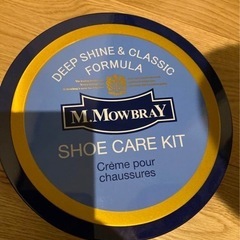 DEEP SHINE & CLASSIC
FORMULA
M.MOWBRAY
SHOE CARE KIT
Crème pour
chaussures